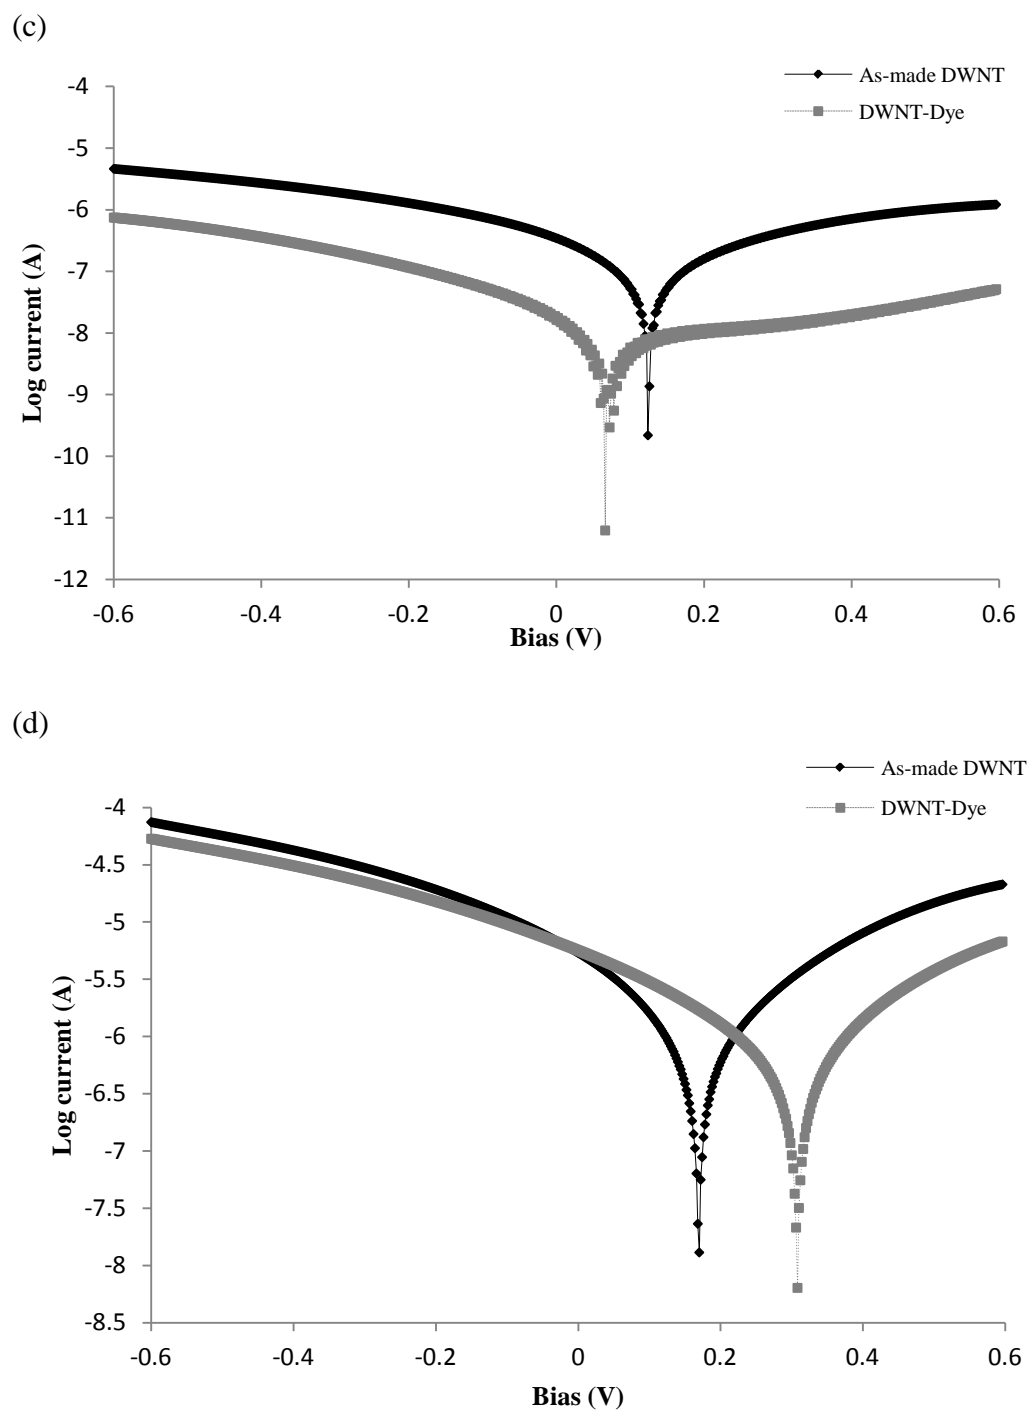 (c)
As-made DWNT
DWNT-Dye
-4
-5
-6
-7
-8
-9
-10
-11
-12
Log current (A)
-0.6 -0.4 -0.2 0 0.2 0.4 0.6
Bias (V)
(d)
As-made DWNT
DWNT-Dye
-4
-4.5
-5
-5.5
-6
-6.5
-7
-7.5
-8
-8.5
Log current (A)
-0.6 -0.4 -0.2 0 0.2 0.4 0.6
Bias (V)